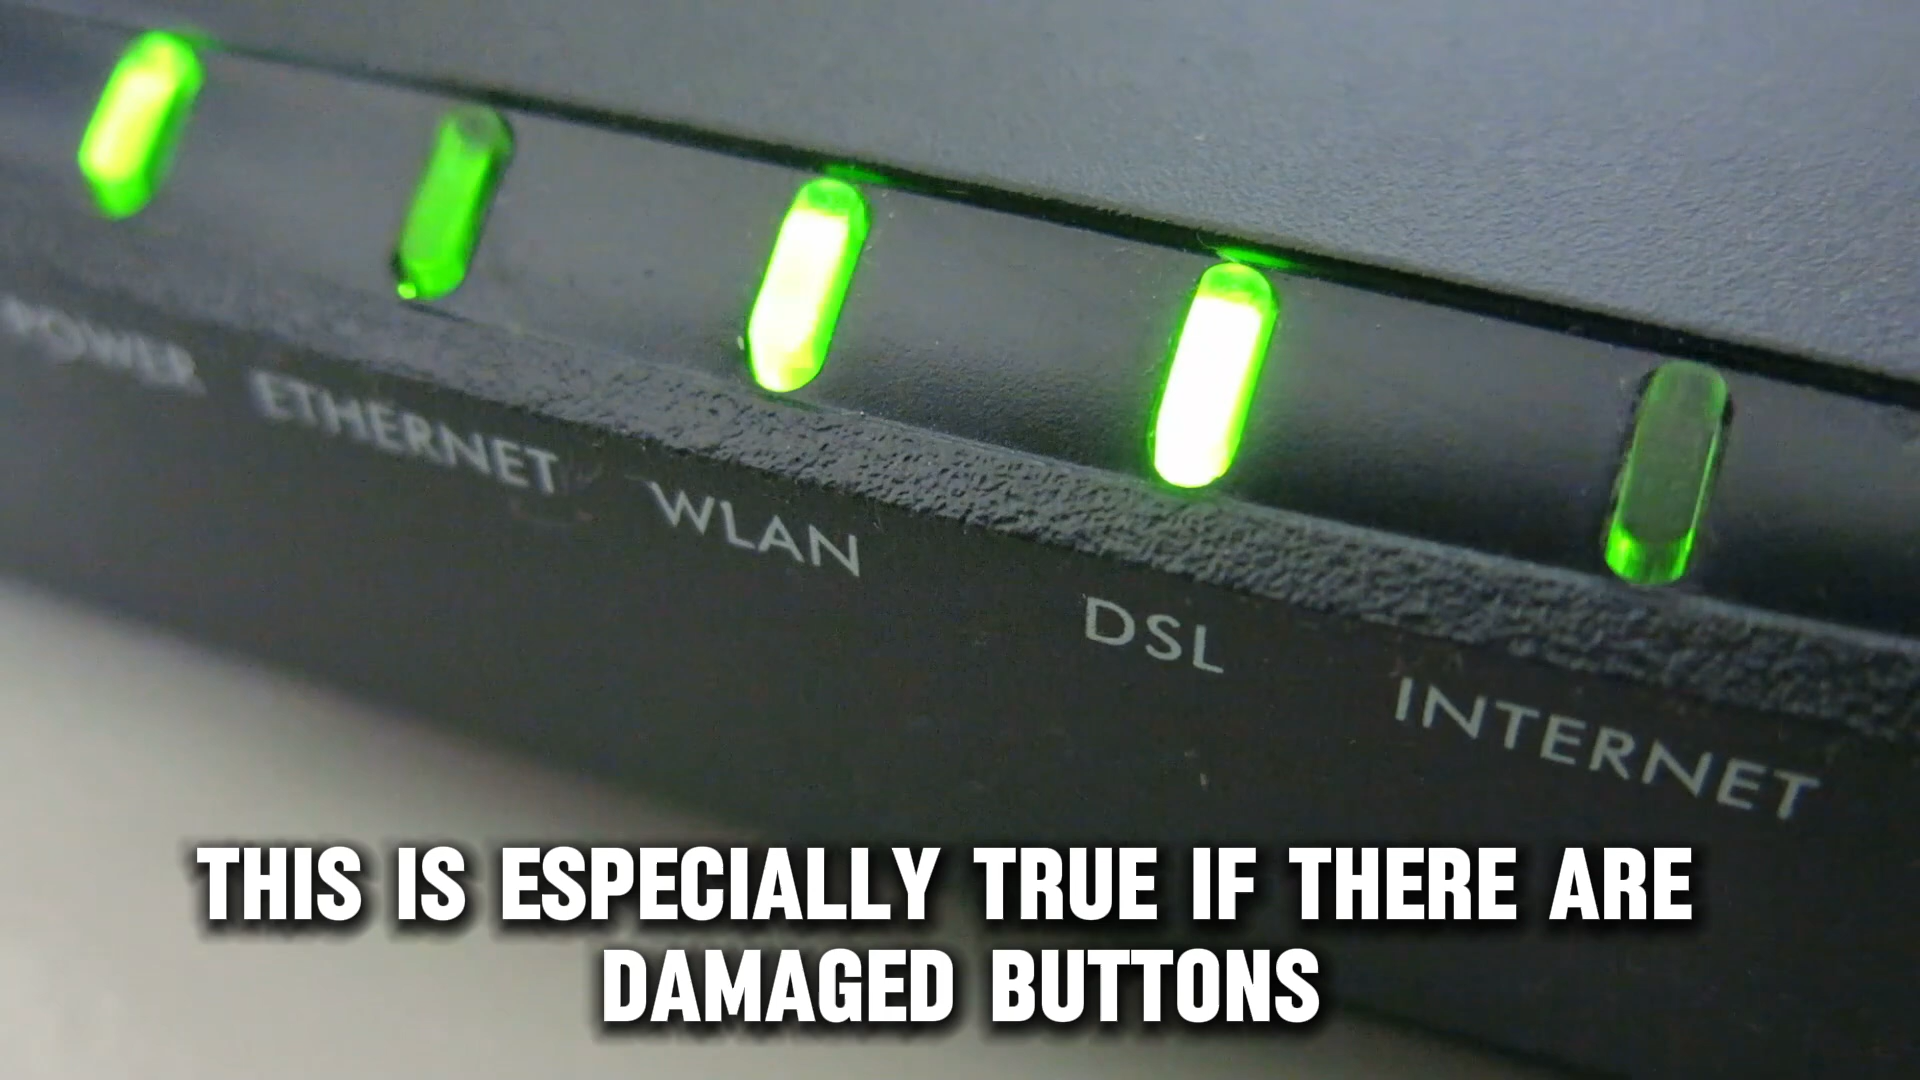 POWER
ETHERNET
WLAN
DSL
INTERNET
THIS IS ESPECIALLY TRUE IF THERE ARE
DAMAGED BUTTONS